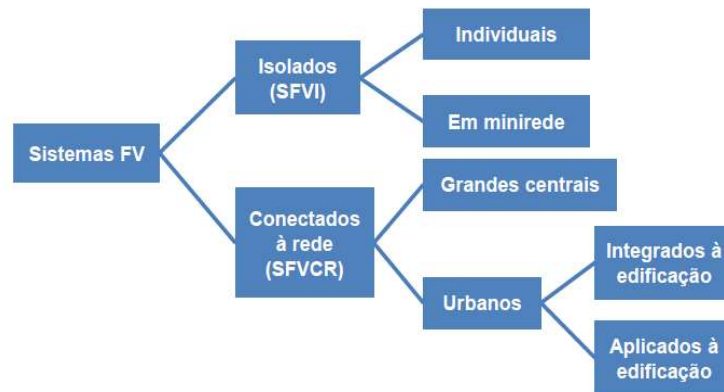 Sistemas FV
Isolados
(SFVI)
Individuais
Em minirede
Conectados
à rede
(SFVCR)
Grandes centrais
Urbanos
Integrados à
edificação
Aplicados à
edificação